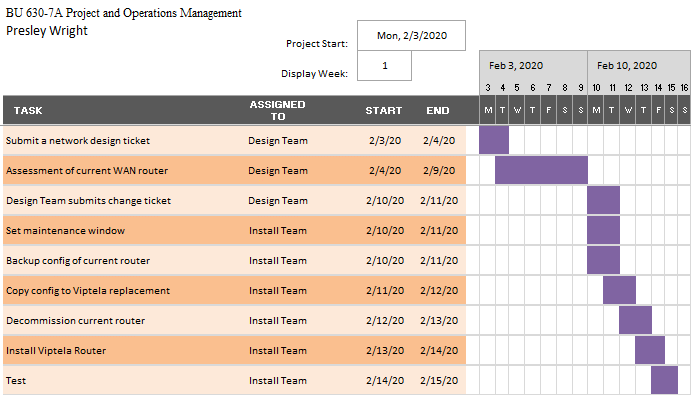 BU 630-7A Project and Operations Management
Presley Wright
Project Start: Mon, 2/3/2020
Display Week: 1
Feb 3, 2020 Feb 10, 2020
3 4 5 6 7 8 9 10 11 12 13 14 15 16
TASK ASSIGNED TO START END M T W T F S S M T W T F S S
Submit a network design ticket Design Team 2/3/20 2/4/20
Assessment of current WAN router Design Team 2/4/20 2/9/20
Design Team submits change ticket Design Team 2/10/20 2/11/20
Set maintenance window Install Team 2/10/20 2/11/20
Backup config of current router Install Team 2/10/20 2/11/20
Copy config to Viptela replacement Install Team 2/11/20 2/12/20
Decommission current router Install Team 2/12/20 2/13/20
Install Viptela Router Install Team 2/13/20 2/14/20
Test Install Team 2/14/20 2/15/20